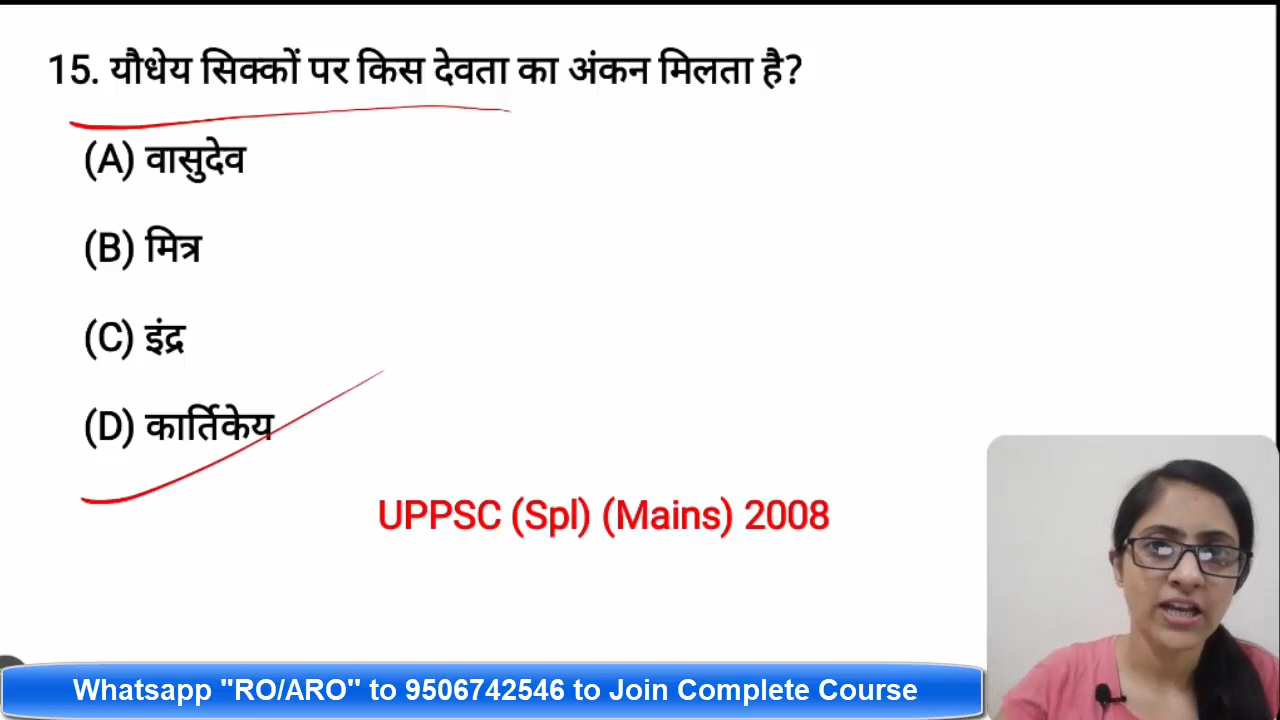 15. यौधेय सिक्कों पर किस देवता का अंकन मिलता है?
(A) वासुदेव
(B) मित्र
(C) इंद्र
(D) कार्तिकेय
UPPSC (Spl) (Mains) 2008
Whatsapp "RO/ARO" to 9506742546 to Join Complete Course